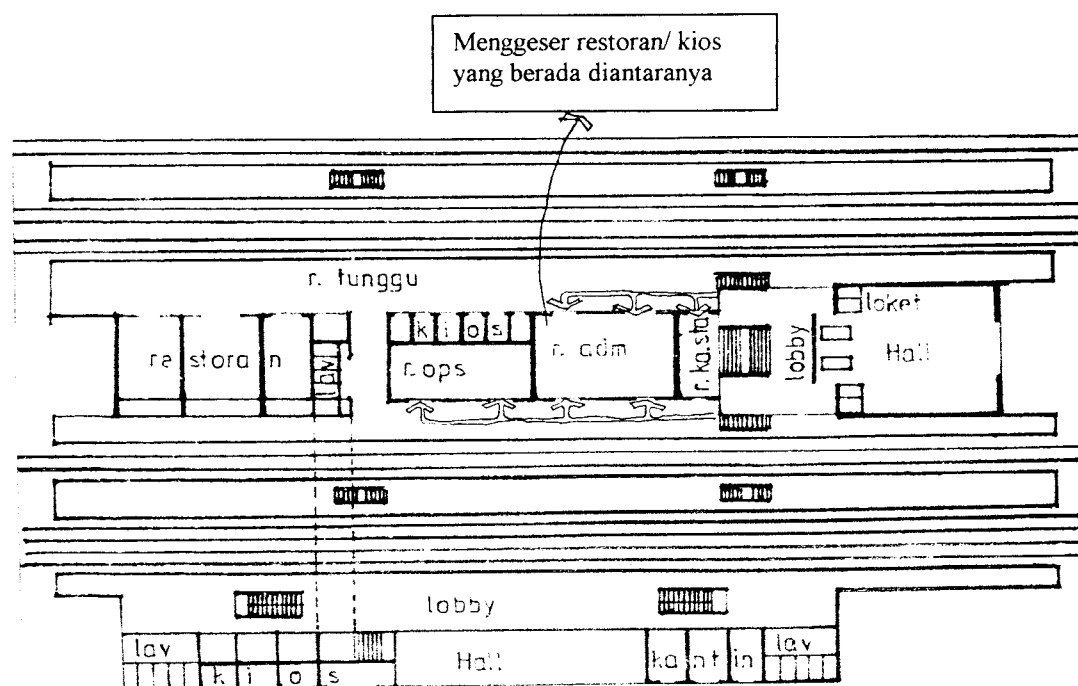 Menggeser restoran/ kios
yang berada diantaranya
r. tunggu
kios
loket
restoran
lav
r.ops
r. adm
r.ka.sta
lobby
Hall
lobby
lav
kios
Hall
kantin
lav